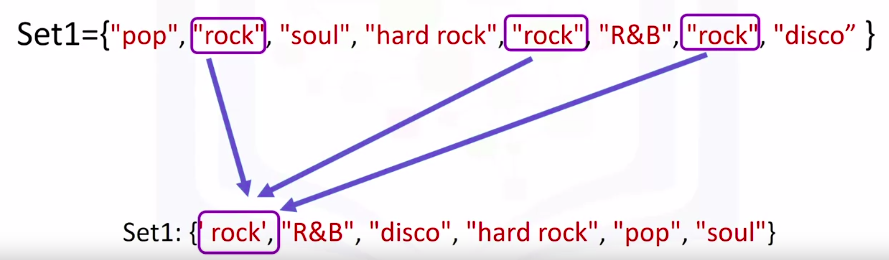 Set1={"pop", "rock", "soul", "hard rock", "rock", "R&B", "rock", "disco” }
Set1: {' rock', "R&B", "disco", "hard rock", "pop", "soul"}